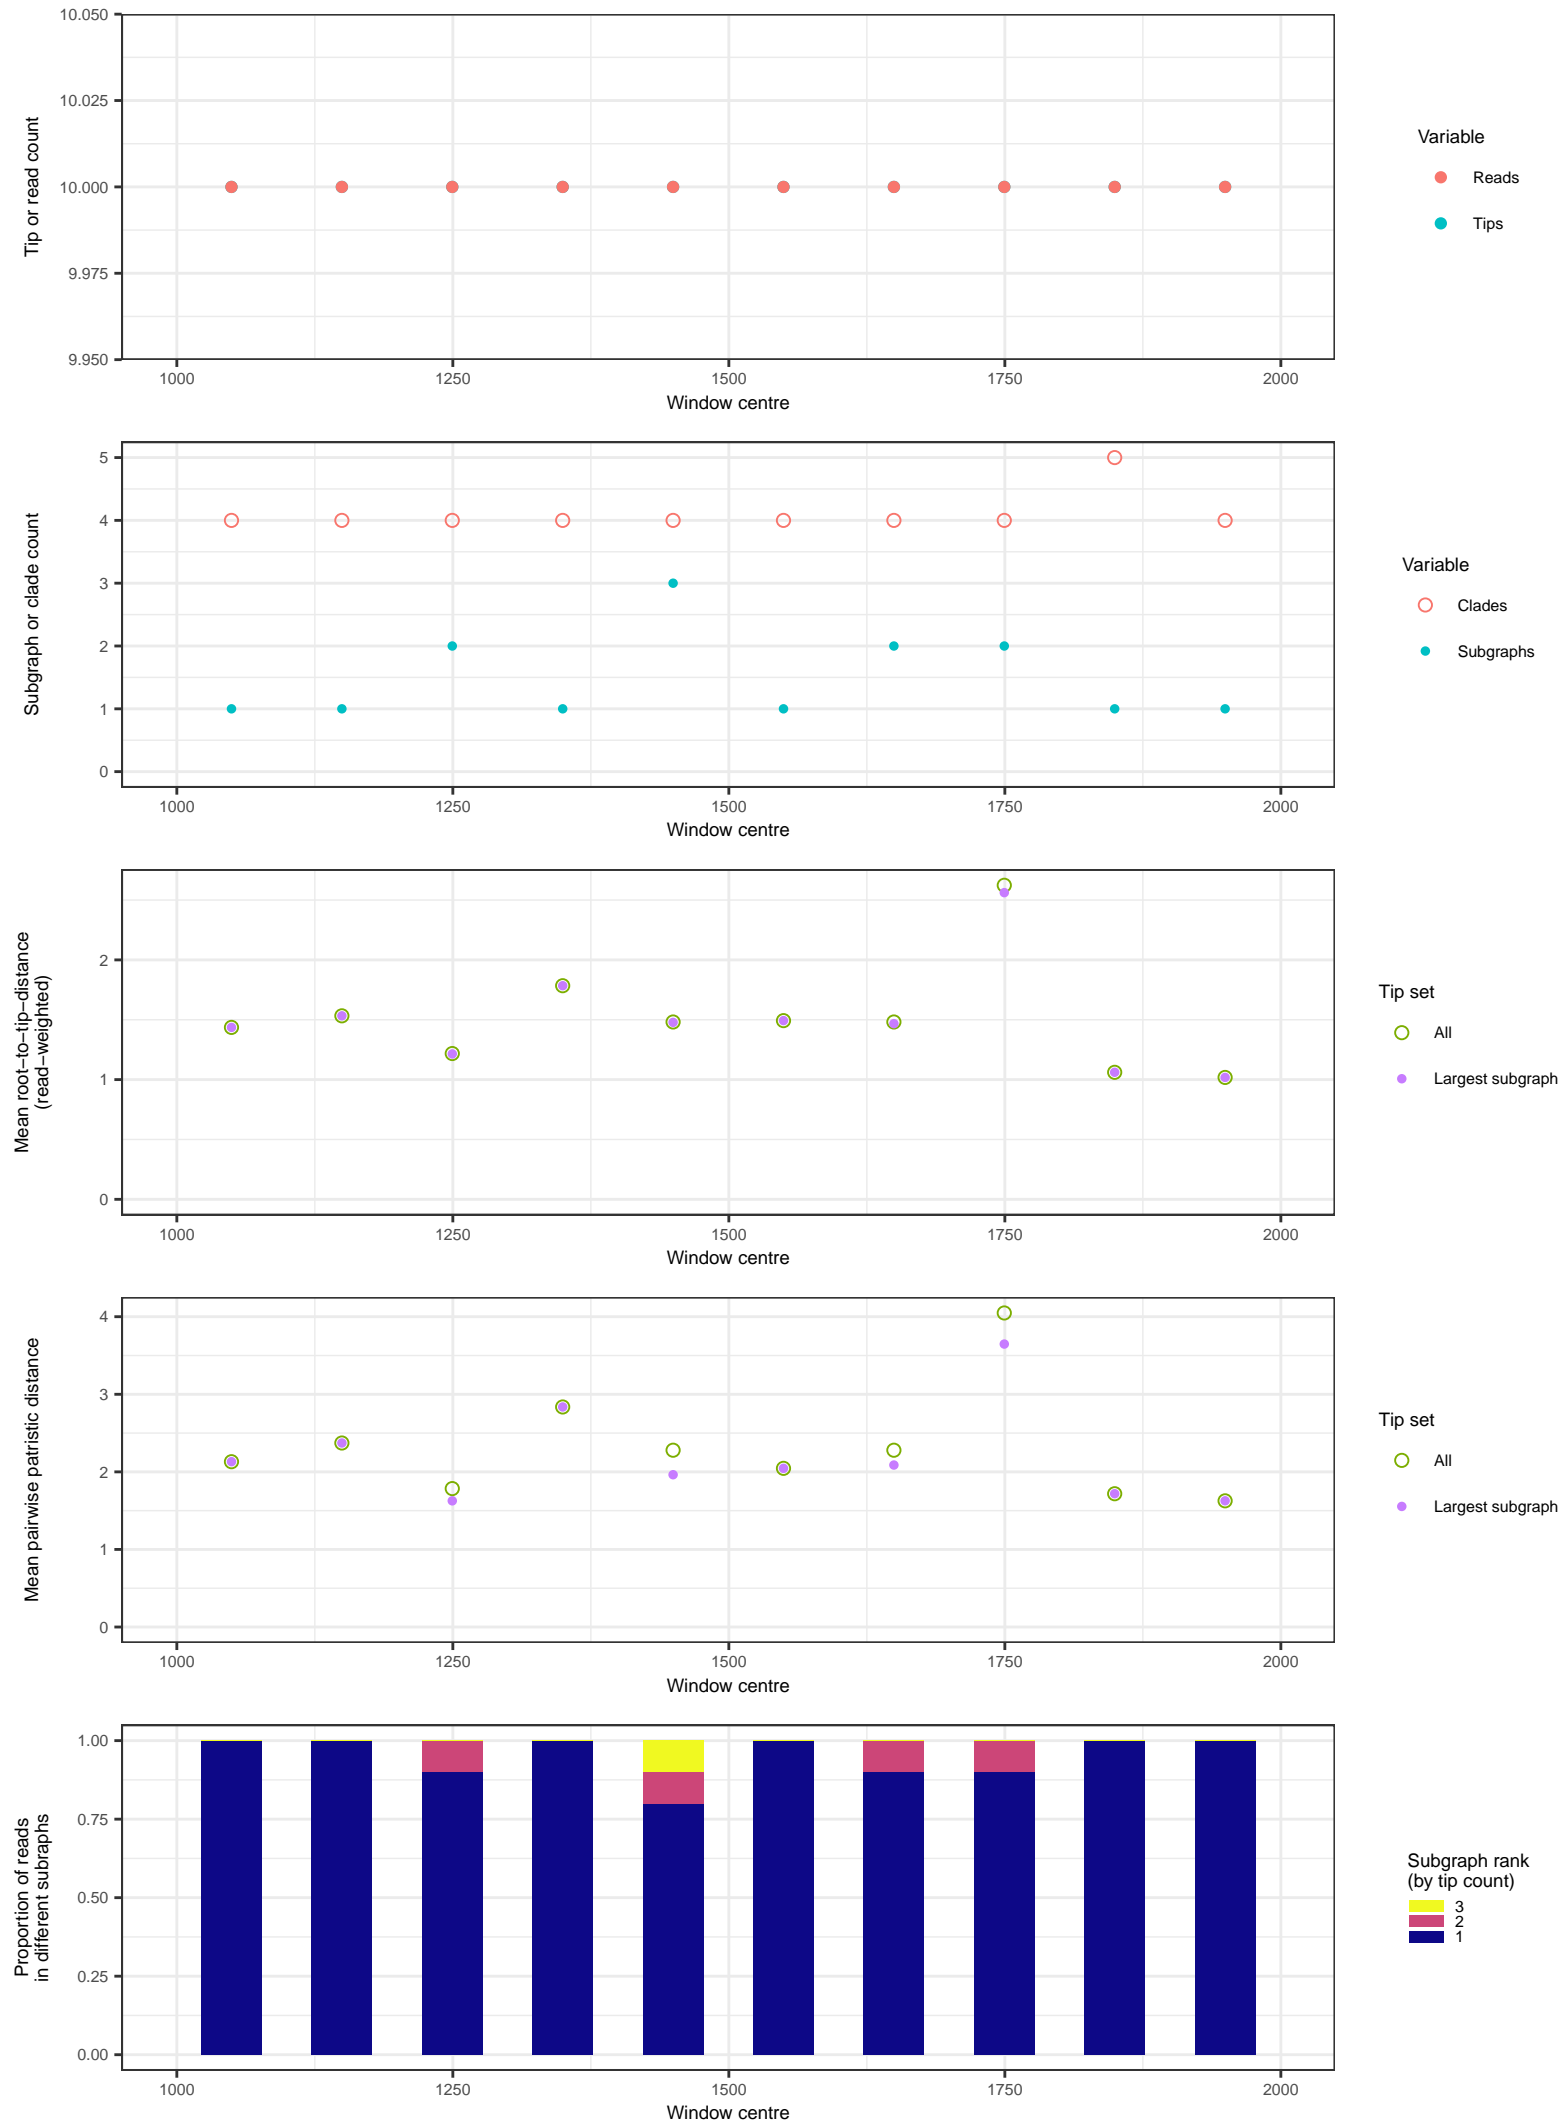 10.050
10.025
10.000
9.975
9.950
Tip or read count
1000 1250 1500 1750 2000
Window centre
Variable
Reads
Tips
5
4
3
2
1
0
Subgraph or clade count
1000 1250 1500 1750 2000
Window centre
Variable
Clades
Subgraphs
2
1
0
Mean root−to−tip−distance
(read−weighted)
1000 1250 1500 1750 2000
Window centre
Tip set
All
Largest subgraph
4
3
2
1
0
Mean pairwise patristic distance
1000 1250 1500 1750 2000
Window centre
Tip set
All
Largest subgraph
1.00
0.75
0.50
0.25
0.00
Proportion of reads
in different subraphs
1000 1250 1500 1750 2000
Window centre
Subgraph rank
(by tip count)
3
2
1